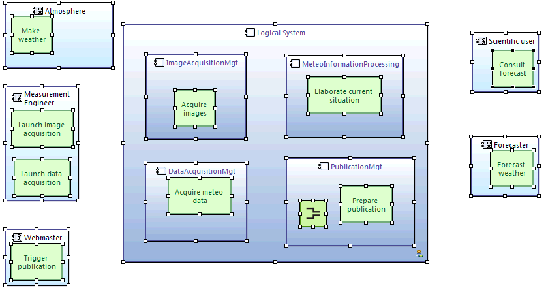 Atmosphere
Make
weather
Measurement
Engineer
Launch image
acquisition
launch data
acquisition
Webmaster
Trigger
publication
Logical System
ImageAcquisitionMgt
Acquire
images
MeteoInformationProcessing
Elaborate current
situation
DataAcquisitionMgt
Acquire meteo
data
PublicationMgt
Prepare
publication
Scientific user
Consult
forecast
Forecaster
Forecast
weather